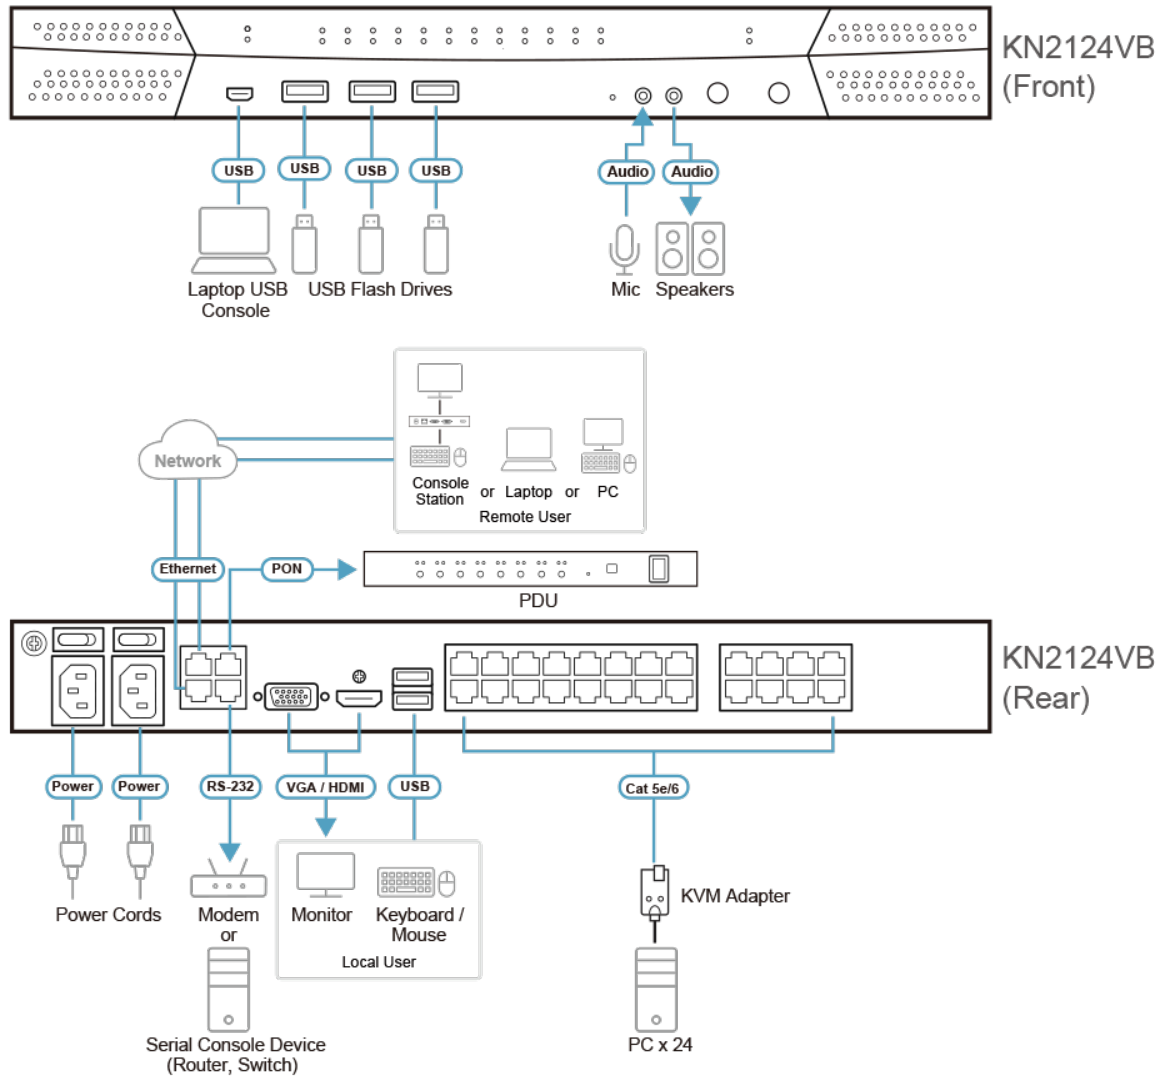 KN2124VB
(Front)
USB
USB
USB
USB
Audio
Audio
Laptop USB
Console
USB Flash Drives
Mic
Speakers
Network
Console
Station
or
Laptop
or
PC
Remote User
Ethernet
PON
PDU
KN2124VB
(Rear)
Power
Power
RS-232
VGA / HDMI
USB
Cat 5e/6
Power Cords
Modem
or
Monitor
Keyboard /
Mouse
Local User
KVM Adapter
Serial Console Device
(Router, Switch)
PC x 24